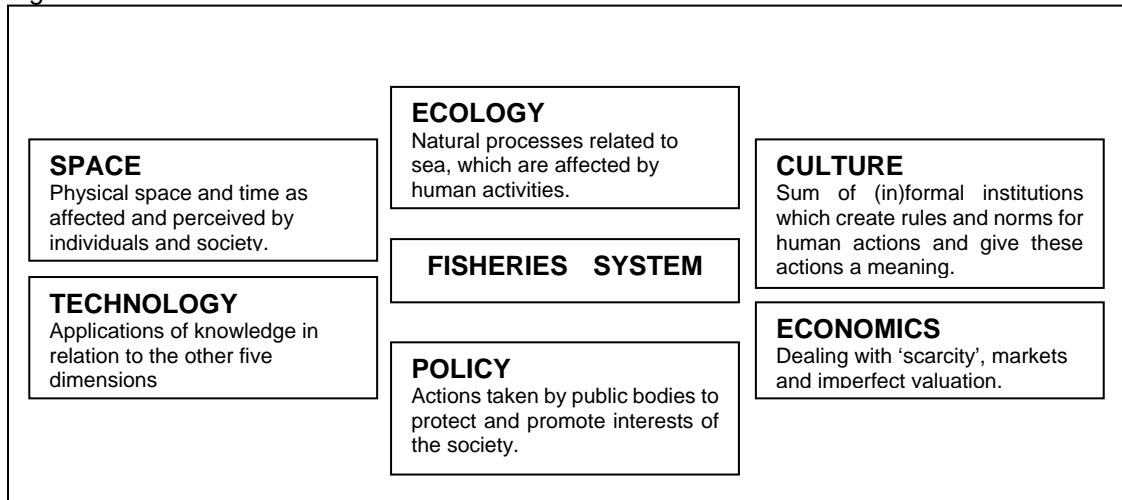 ECOLOGY
Natural processes related to
sea, which are affected by
human activities.
SPACE
Physical space and time as
affected and perceived by
individuals and society.
CULTURE
Sum of (in)formal institutions
which create rules and norms for
human actions and give these
actions a meaning.
FISHERIES SYSTEM
TECHNOLOGY
Applications of knowledge in
relation to the other five
dimensions
ECONOMICS
Dealing with ‘scarcity’, markets
and imperfect valuation.
POLICY
Actions taken by public bodies to
protect and promote interests of
the society.